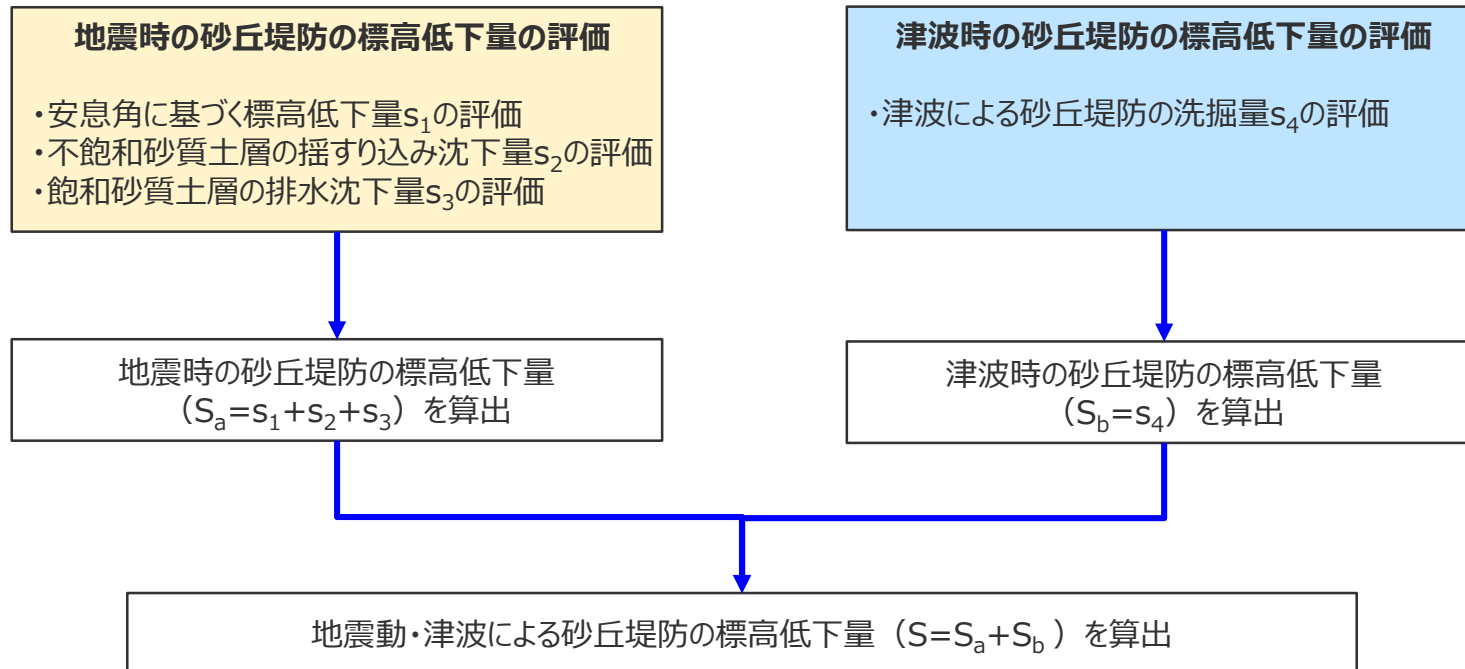 地震時の砂丘堤防の標高低下量の評価
・安息角に基づく標高低下量s₁の評価
・不飽和砂質土層の揺すり込み沈下量s₂の評価
・飽和砂質土層の排水沈下量s₃の評価
津波時の砂丘堤防の標高低下量の評価
・津波による砂丘堤防の洗掘量s₄の評価
地震時の砂丘堤防の標高低下量
（Sₐ=s₁+s₂+s₃）を算出
津波時の砂丘堤防の標高低下量
（S_b=s₄）を算出
地震動・津波による砂丘堤防の標高低下量（S=Sₐ+S_b）を算出